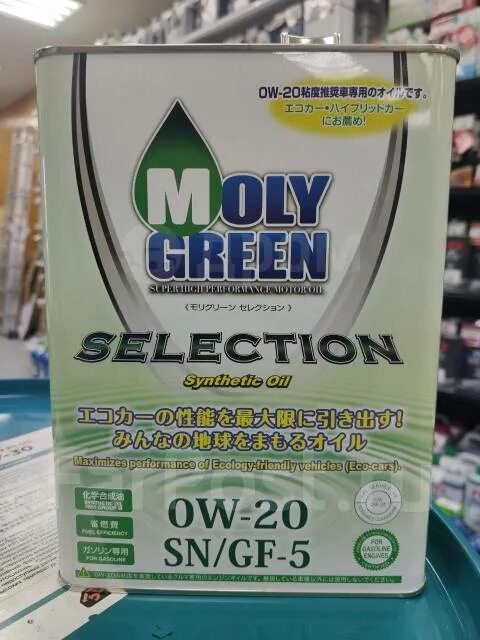 0W-20粘度推奨車専用のオイルです。
エコカー・ハイブリッドカー
にお薦め!
MOLY
GREEN
SUPER HIGH PERFORMANCE MOTOR OIL
《モリグリーン セレクション》
SELECTION
Synthetic Oil
エコカーの性能を最大限に引き出す!
みんなの地球をまもるオイル
Maximizes performance of Ecology-friendly vehicles (Eco-cars).
化学合成油
SYNTHETIC OIL
省燃費
FUEL EFFICIENCY
ガソリン専用
FOR GASOLINE
0W-20
SN/GF-5
FOR
GASOLINE
ENGINES